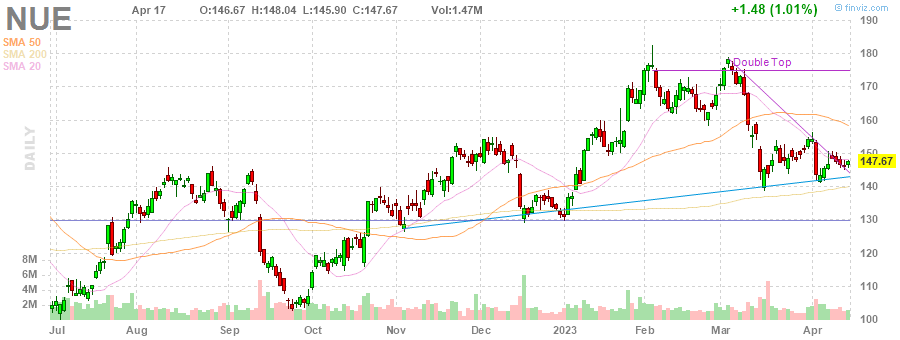 NUE Apr 17 O:146.67 H:148.04 L:145.90 C:147.67 Vol:1.47M +1.48 (1.01%) © finviz.com
SMA 50
SMA 200
SMA 20
Double Top
DAILY
190
180
170
160
150
147.67
140
130
120
110
100
8M
6M
4M
2M
Jul Aug Sep Oct Nov Dec 2023 Feb Mar Apr